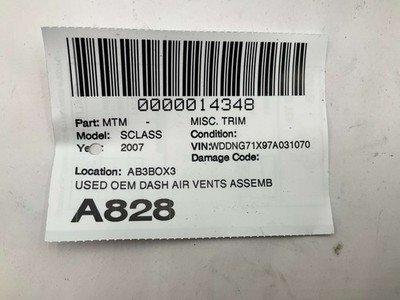 0000014348
Part: MTM - MISC. TRIM
Model: SCLASS Condition:
2007 VIN:WDDNG71X97A031070
Damage Code:
Location: AB3BOX3
USED OEM DASH AIR VENTS ASSEMB
A828